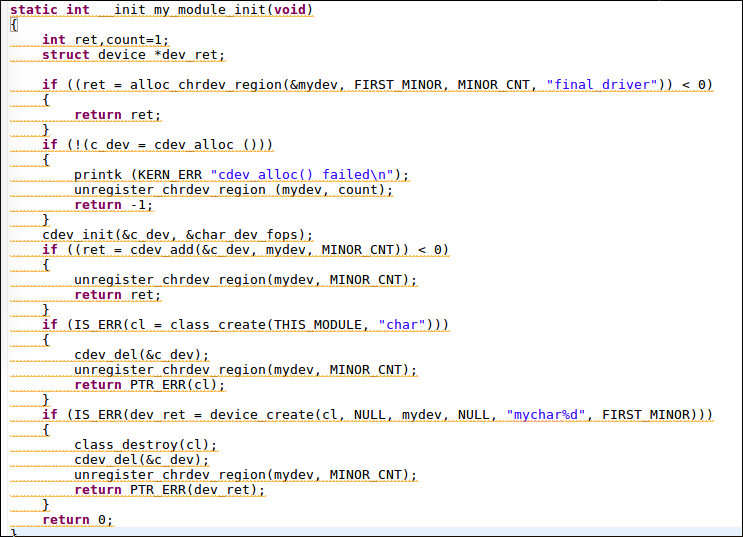 static int __init my_module_init(void)
{
    int ret,count=1;
    struct device *dev_ret;

    if ((ret = alloc_chrdev_region(&mydev, FIRST_MINOR, MINOR_CNT, "final_driver")) < 0)
    {
        return ret;
    }
    if (!(c_dev = cdev_alloc ()))
    {
        printk (KERN_ERR "cdev_alloc() failed\n");
        unregister_chrdev_region (mydev, count);
        return -1;
    }
    cdev_init(&c_dev, &char_dev_fops);
    if ((ret = cdev_add(&c_dev, mydev, MINOR_CNT)) < 0)
    {
        unregister_chrdev_region(mydev, MINOR_CNT);
        return ret;
    }
    if (IS_ERR(cl = class_create(THIS_MODULE, "char")))
    {
        cdev_del(&c_dev);
        unregister_chrdev_region(mydev, MINOR_CNT);
        return PTR_ERR(cl);
    }
    if (IS_ERR(dev_ret = device_create(cl, NULL, mydev, NULL, "mychar%d", FIRST_MINOR)))
    {
        class_destroy(cl);
        cdev_del(&c_dev);
        unregister_chrdev_region(mydev, MINOR_CNT);
        return PTR_ERR(dev_ret);
    }
    return 0;
}